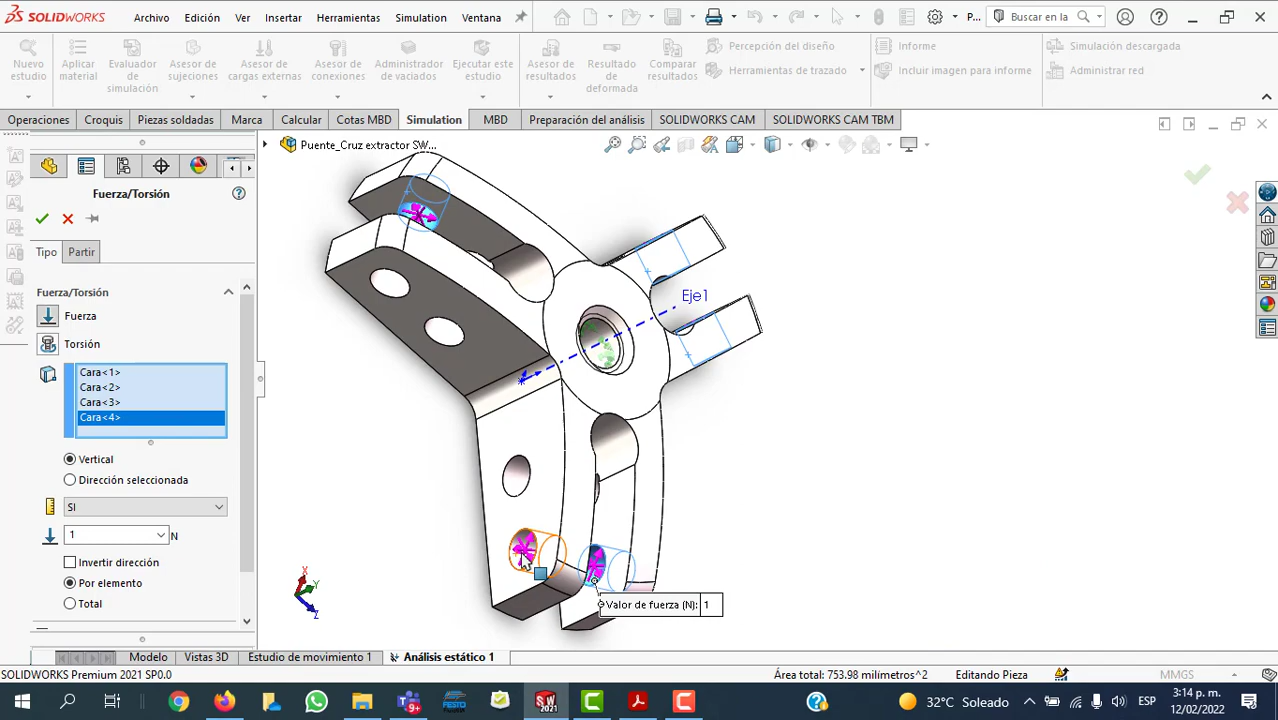 SOLIDWORKS
Archivo Edición Ver Insertar Herramientas Simulation Ventana
P...
Buscar en la
Nuevo estudio
Aplicar material
Evaluador de simulación
Asesor de sujeciones
Asesor de cargas externas
Asesor de conexiones
Administrador de vaciados
Ejecutar este estudio
Asesor de resultados
Resultado de deformada
Comparar resultados
Percepción del diseño
Herramientas de trazado
Informe
Incluir imagen para informe
Simulación descargada
Administrar red
Operaciones Croquis Piezas soldadas Marca Calcular Cotas MBD Simulation MBD Preparación del análisis SOLIDWORKS CAM SOLIDWORKS CAM TBM
Puente_Cruz extractor SW...
Fuerza/Torsión
Tipo Partir
Fuerza/Torsión
Fuerza
Torsión
Cara<1>
Cara<2>
Cara<3>
Cara<4>
Vertical
Dirección seleccionada
SI
1 N
Invertir dirección
Por elemento
Total
Eje1
Valor de fuerza (N): 1
X
Y
Z
Modelo Vistas 3D Estudio de movimiento 1 Análisis estático 1
SOLIDWORKS Premium 2021 SP0.0
Área total: 753.98 milímetros^2 Editando Pieza MMGS
9+
FESTO
SW
2021
32°C Soleado
ESP
3:14 p. m.
12/02/2022